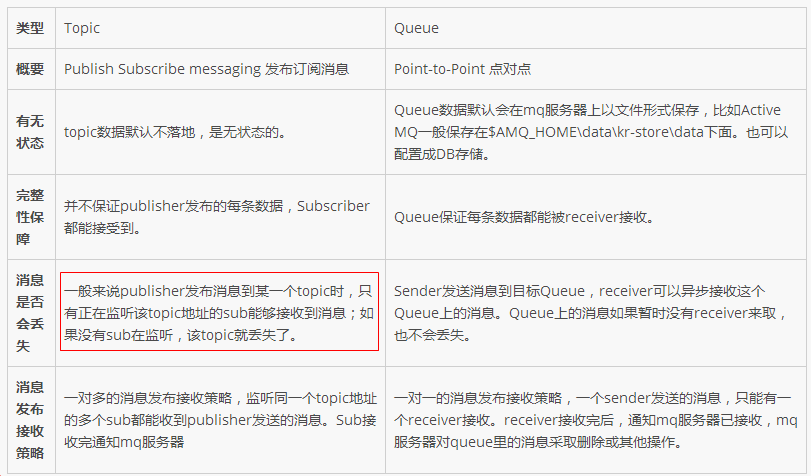 类型 Topic Queue
概要 Publish Subscribe messaging 发布订阅消息 Point-to-Point 点对点
有无
状态
topic数据默认不落地，是无状态的。
Queue数据默认会在mq服务器上以文件形式保存，比如Active
MQ一般保存在$AMQ_HOME\data\kr-store\data下面。也可以
配置成DB存储。
完整
性保
障
并不保证publisher发布的每条数据，Subscriber
都能接受到。
Queue保证每条数据都能被receiver接收。
消息
是否
会丢
失
一般来说publisher发布消息到某一个topic时，只
有正在监听该topic地址的sub能够接收到消息；如
果没有sub在监听，该topic就丢失了。
Sender发送消息到目标Queue，receiver可以异步接收这个
Queue上的消息。Queue上的消息如果暂时没有receiver来取，
也不会丢失。
消息
发布
接收
策略
一对多的消息发布接收策略，监听同一个topic地址
的多个sub都能收到publisher发送的消息。Sub接
收完通知mq服务器
一对一的消息发布接收策略，一个sender发送的消息，只能有一
个receiver接收。receiver接收完后，通知mq服务器已接收，mq
服务器对queue里的消息采取删除或其他操作。